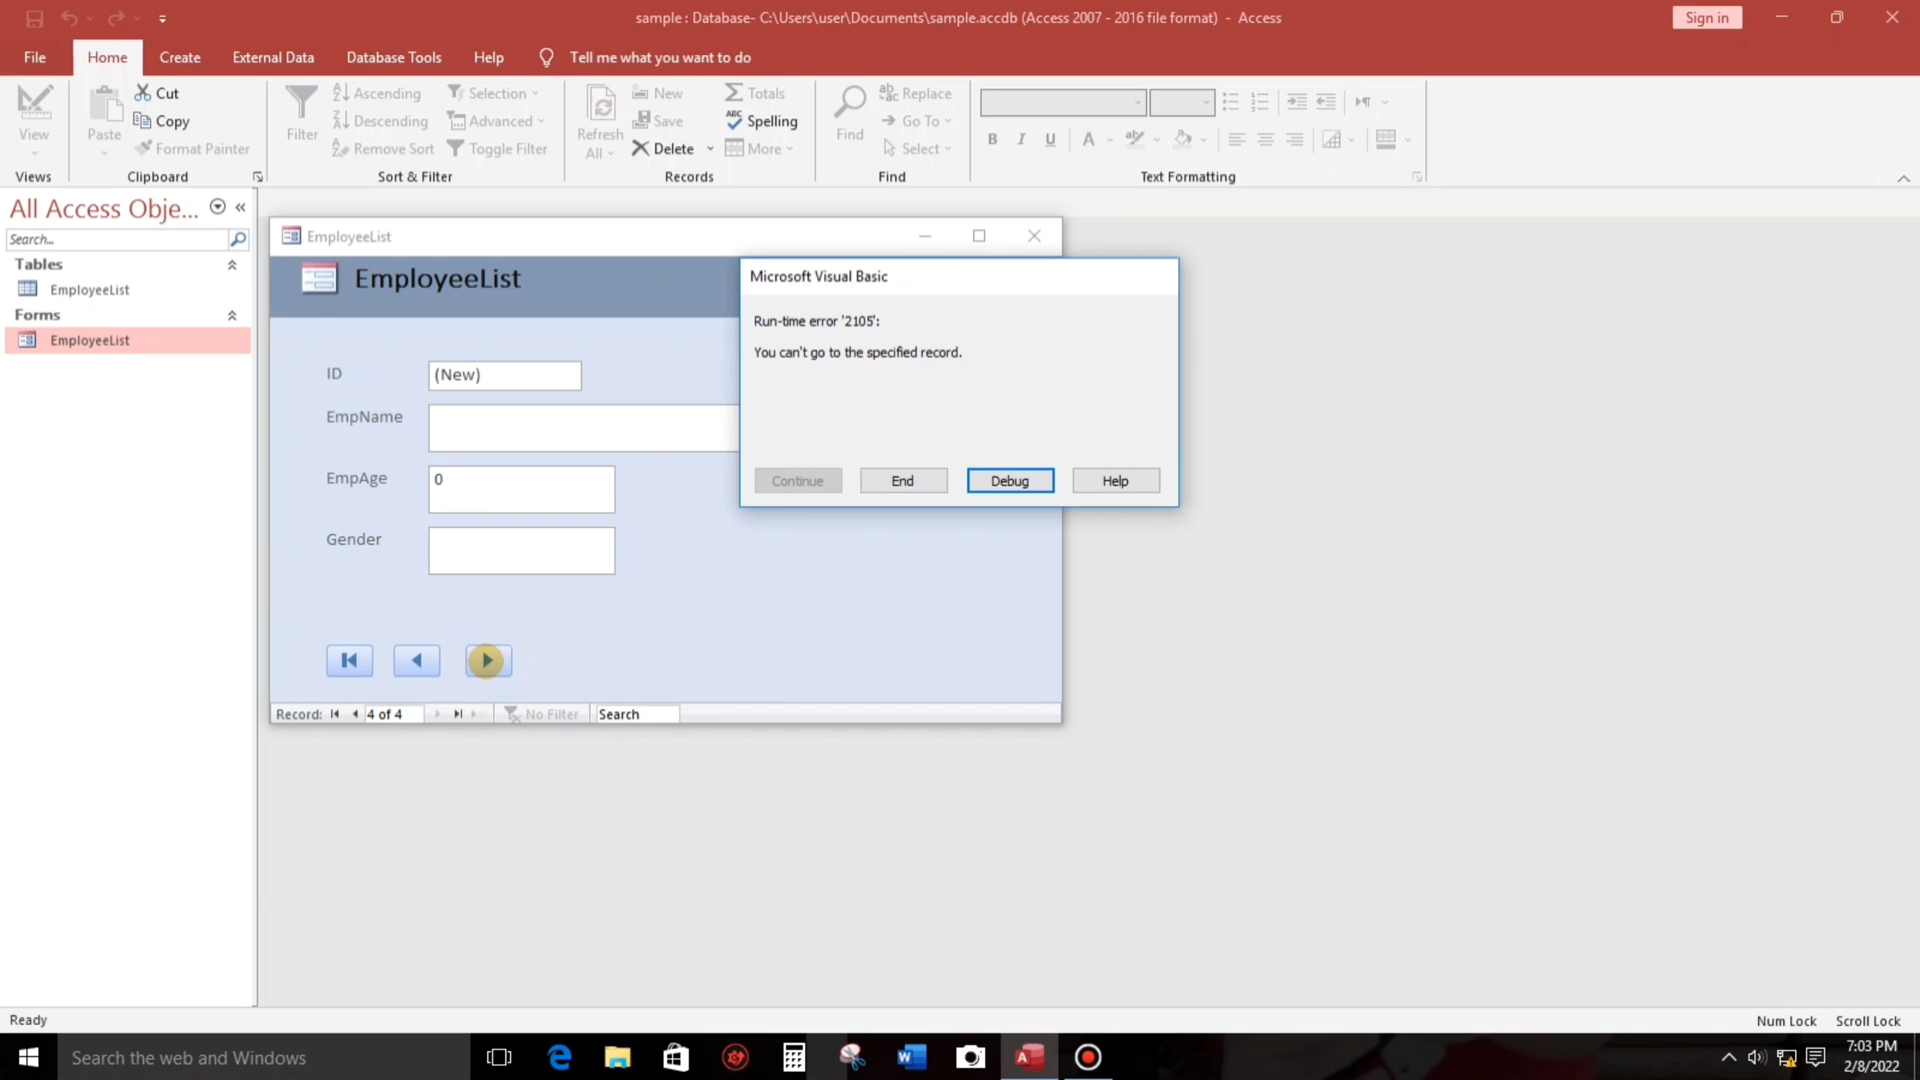 sample : Database- C:\Users\user\Documents\sample.accdb (Access 2007 - 2016 file format) - Access
Sign in
File Home Create External Data Database Tools Help Tell me what you want to do
View
Views
Paste
Cut
Copy
Format Painter
Clipboard
Filter
Ascending
Descending
Remove Sort
Selection
Advanced
Toggle Filter
Sort & Filter
Refresh
All
New
Save
Delete
Totals
Spelling
More
Records
Find
Replace
Go To
Select
Find
B I U A
Text Formatting
All Access Obje...
Search...
Tables
EmployeeList
Forms
EmployeeList
EmployeeList
EmployeeList
ID (New)
EmpName
EmpAge 0
Gender
Record: 4 of 4 No Filter Search
Microsoft Visual Basic
Run-time error '2105':
You can't go to the specified record.
Continue End Debug Help
Ready
Num Lock Scroll Lock
Search the web and Windows
7:03 PM
2/8/2022